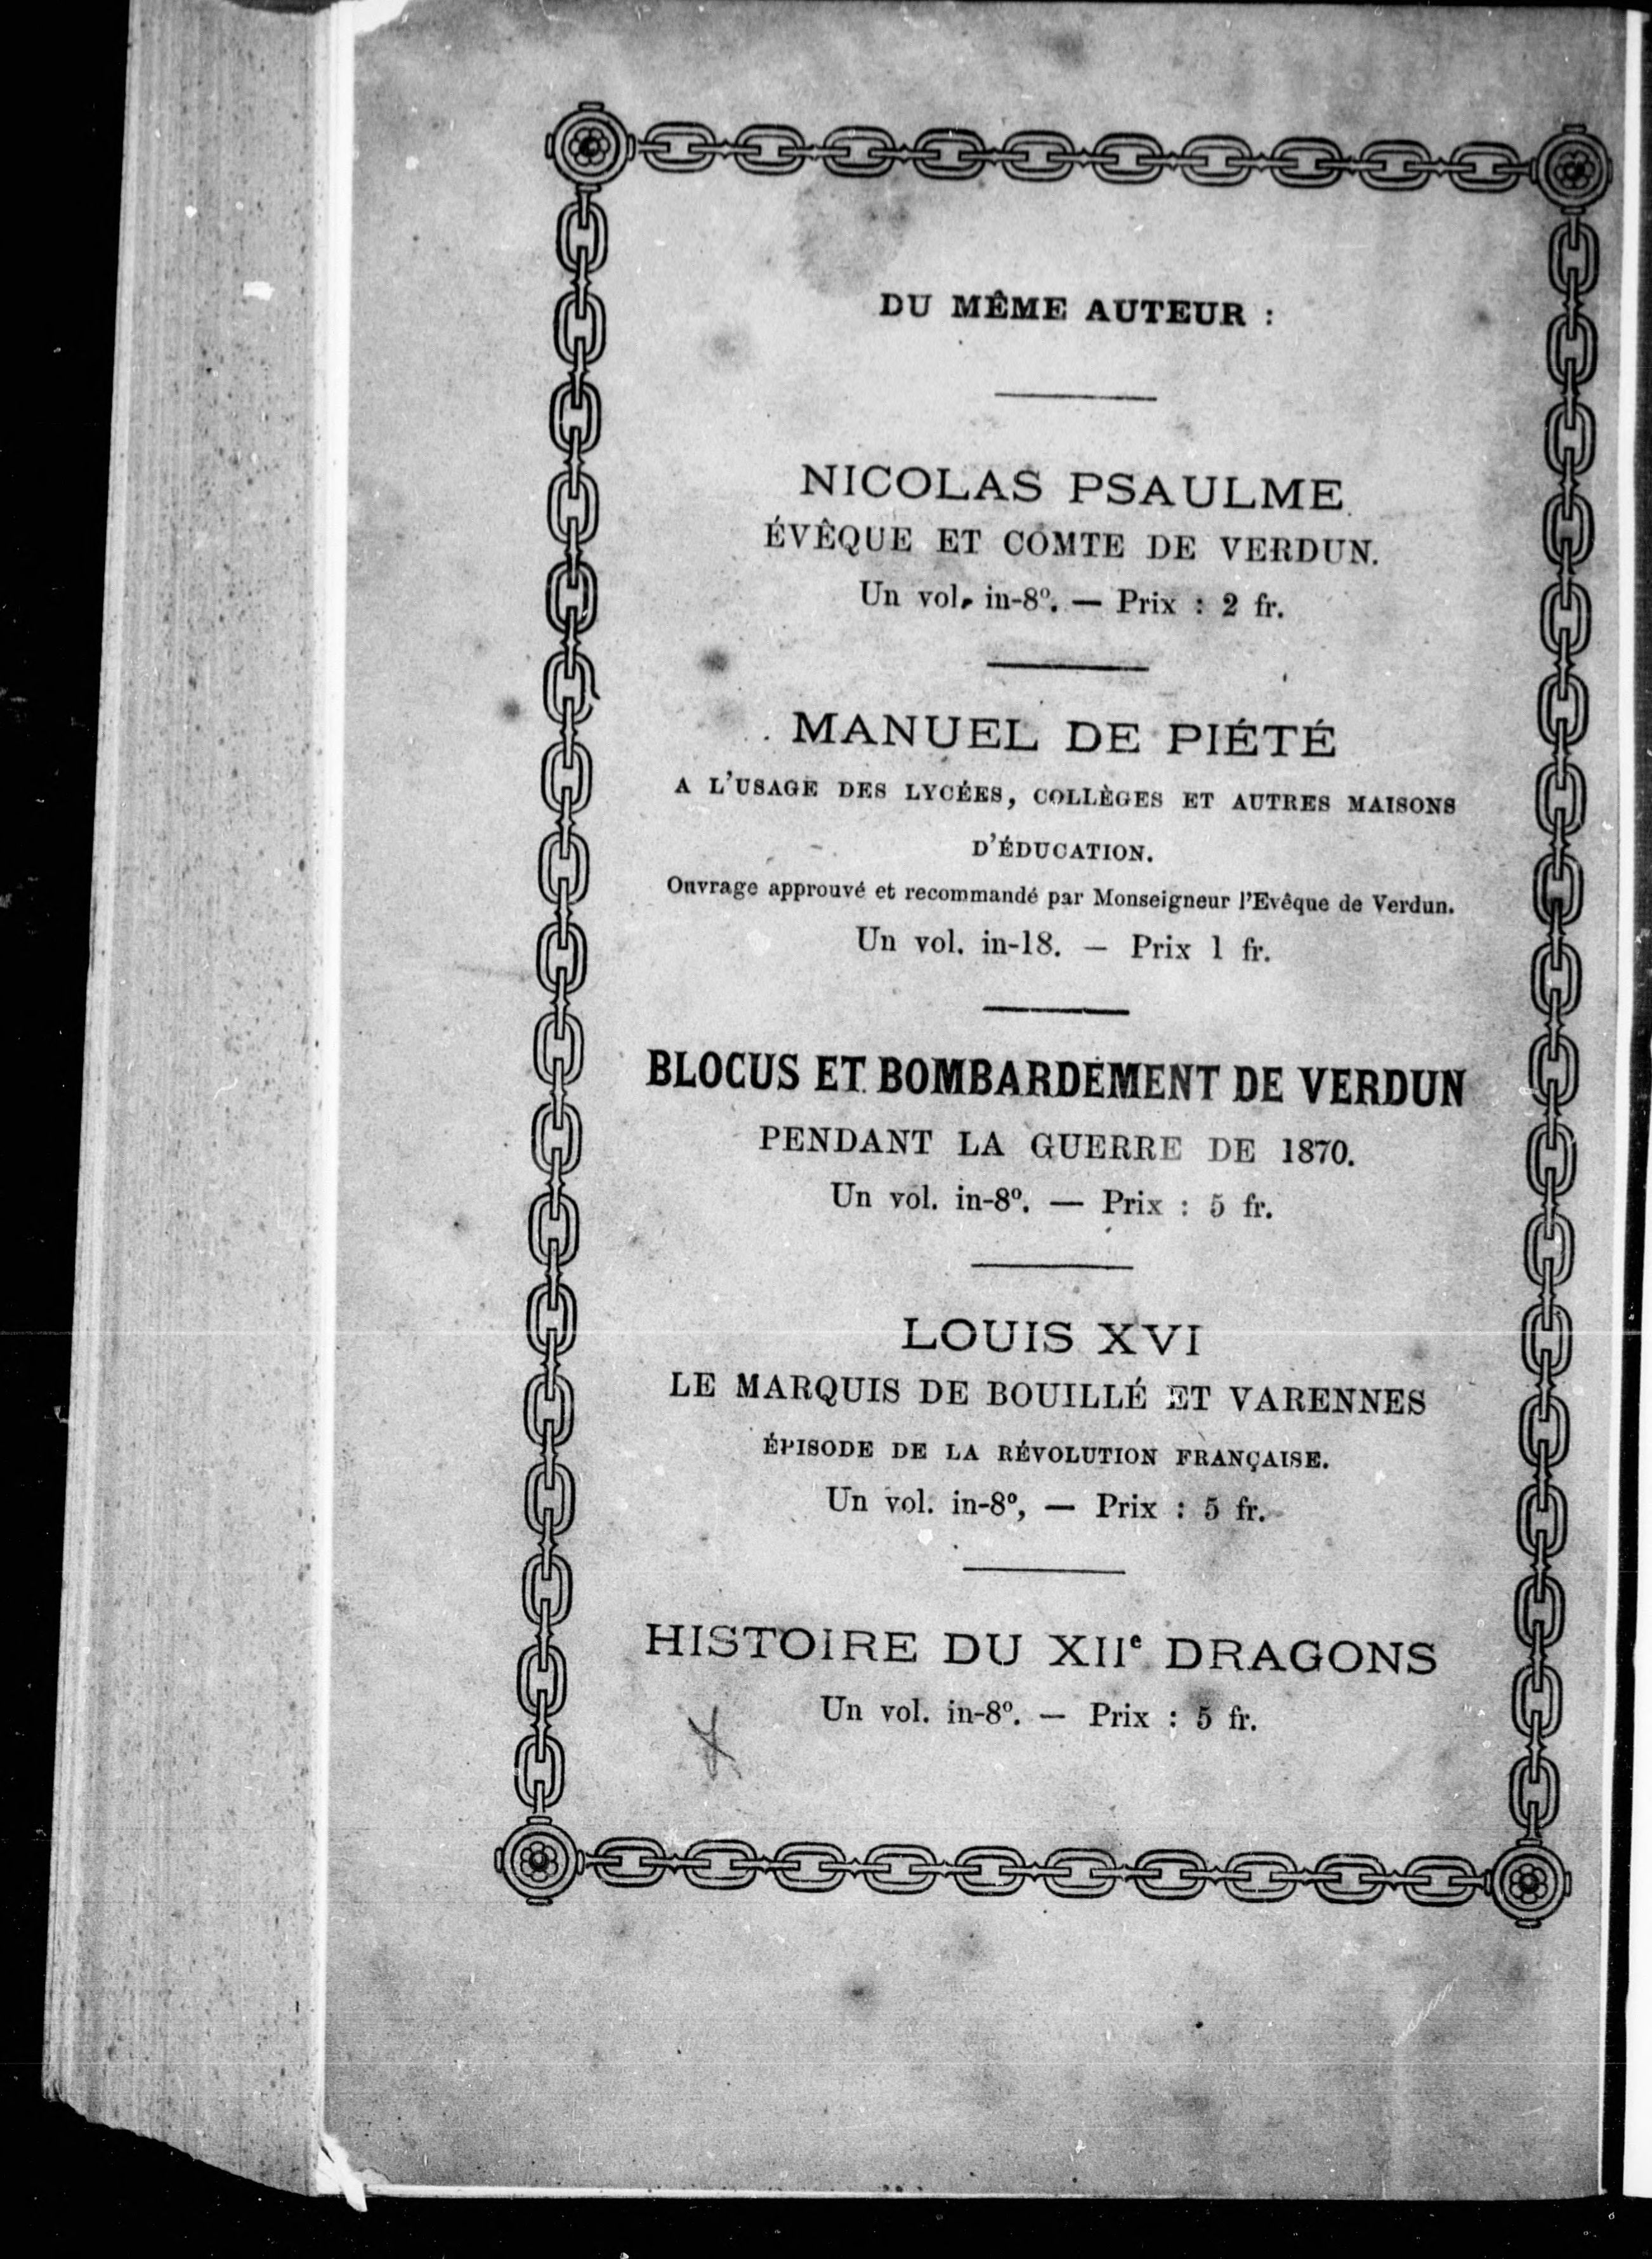 DU MÊME AUTEUR :
NICOLAS PSAULME
ÉVÊQUE ET COMTE DE VERDUN.
Un vol. in-8º. — Prix : 2 fr.
MANUEL DE PIÉTÉ
A L'USAGE DES LYCÉES, COLLÈGES ET AUTRES MAISONS
D'ÉDUCATION.
Ouvrage approuvé et recommandé par Monseigneur l'Evêque de Verdun.
Un vol. in-18. — Prix 1 fr.
BLOCUS ET BOMBARDEMENT DE VERDUN
PENDANT LA GUERRE DE 1870.
Un vol. in-8º. — Prix : 5 fr.
LOUIS XVI
LE MARQUIS DE BOUILLÉ ET VARENNES
ÉPISODE DE LA RÉVOLUTION FRANÇAISE.
Un vol. in-8º, — Prix : 5 fr.
HISTOIRE DU XIIe DRAGONS
Un vol. in-8º. — Prix : 5 fr.